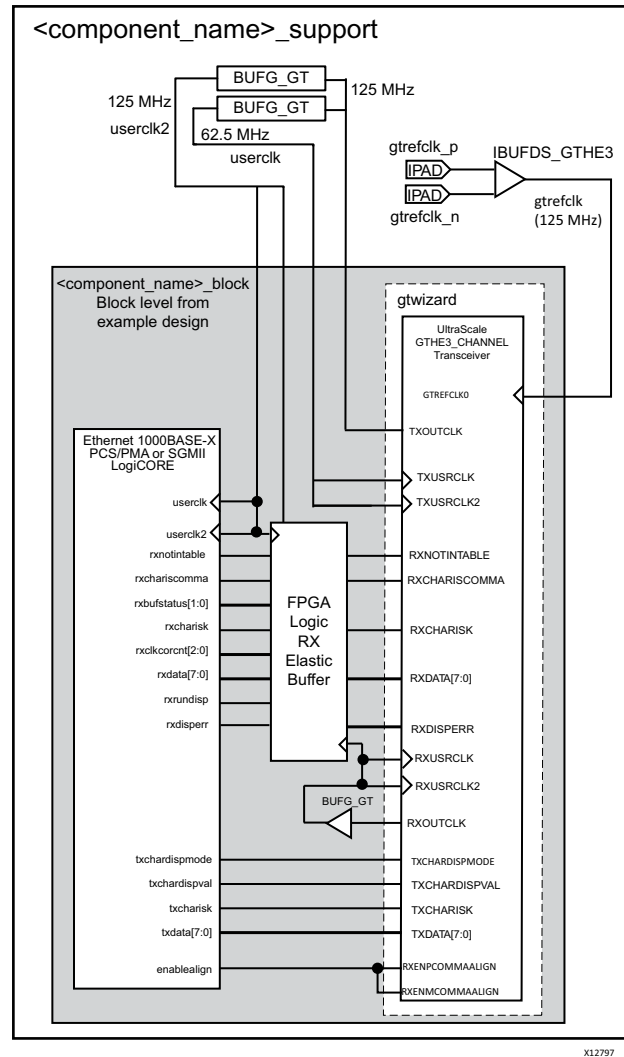 <component_name>_support
BUFG_GT
125 MHz
125 MHz
BUFG_GT
userclk2
62.5 MHz
userclk
gtrefclk_p
IBUFDS_GTHE3
IPAD
IPAD
gtrefclk_n
gtrefclk
(125 MHz)
<component_name>_block
Block level from
example design
gtwizard
UltraScale
GTHE3_CHANNEL
Transceiver
GTREFCLK0
TXOUTCLK
Ethernet 1000BASE-X
PCS/PMA or SGMII
LogiCORE
TXUSRCLK
userclk
TXUSRCLK2
userclk2
rxnotintable
RXNOTINTABLE
rxchariscomma
RXCHARISCOMMA
rxbufstatus[1:0]
FPGA
Logic
RX
Elastic
Buffer
rxcharisk
RXCHARISK
rxclkcorcnt[2:0]
rxdata[7:0]
RXDATA[7:0]
rxrundisp
rxdisperr
RXDISPERR
RXUSRCLK
RXUSRCLK2
BUFG_GT
RXOUTCLK
txchardispmode
TXCHARDISPMODE
txchardispval
TXCHARDISPVAL
txcharisk
TXCHARISK
txdata[7:0]
TXDATA[7:0]
enablealign
RXENPCOMMAALIGN
RXENMCOMMAALIGN
X12797